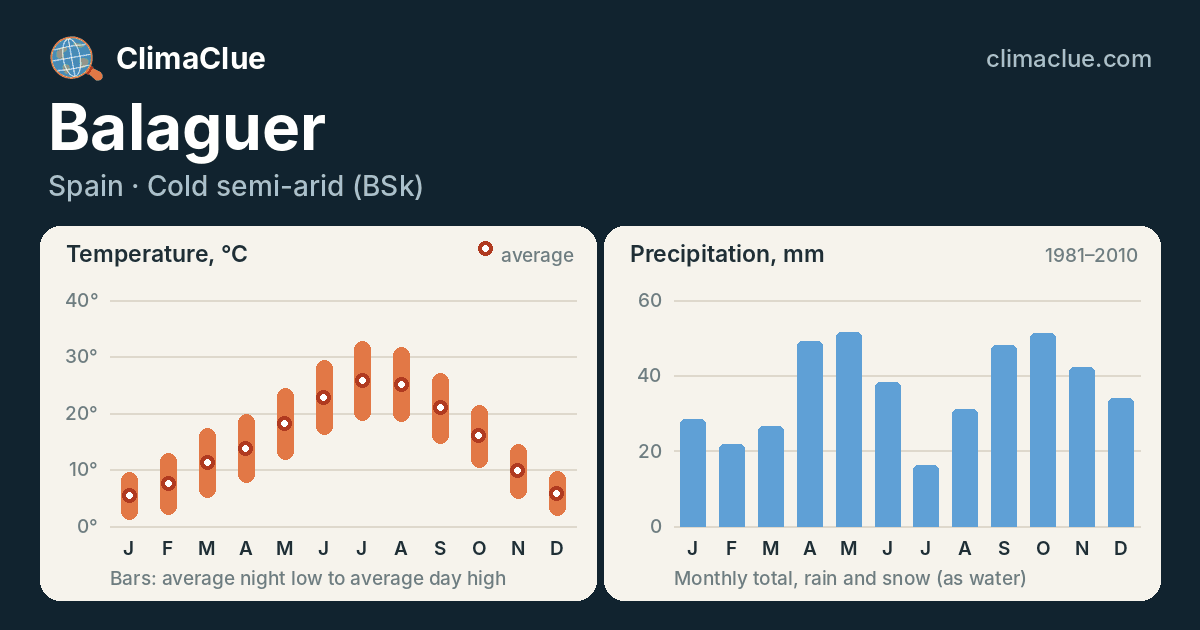 ClimaClue
climaclue.com
Balaguer
Spain · Cold semi-arid (BSk)
Temperature, °C
average
40°
30°
20°
10°
0°
J F M A M J J A S O N D
Bars: average night low to average day high
Precipitation, mm
1981–2010
60
40
20
0
J F M A M J J A S O N D
Monthly total, rain and snow (as water)